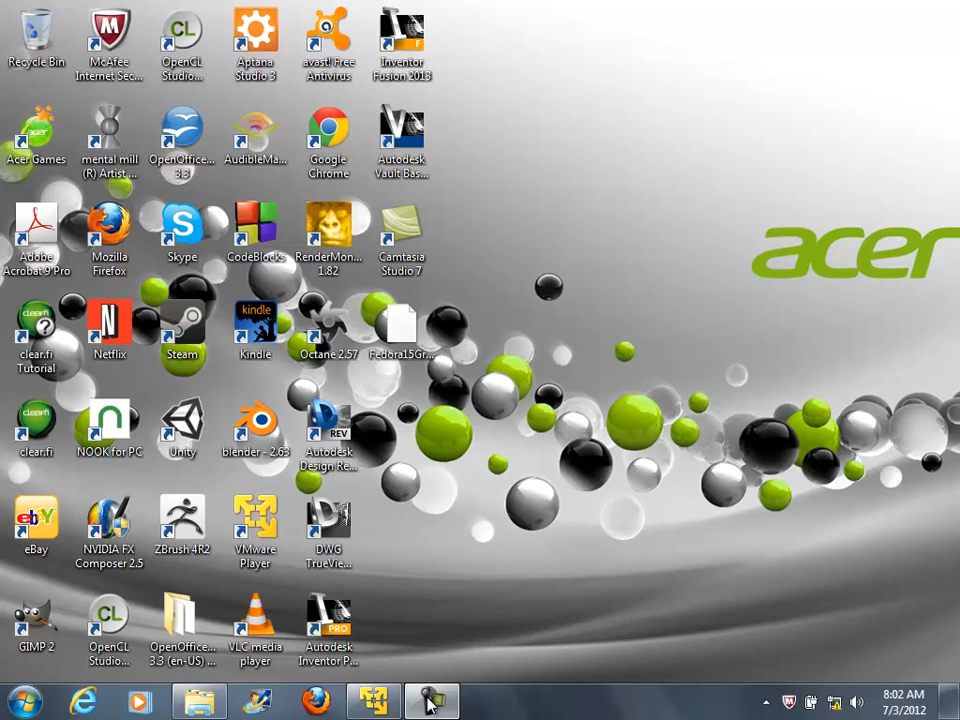 Recycle Bin
McAfee
Internet Sec...
OpenCL
Studio...
Aptana
Studio 3
avast! Free
Antivirus
Inventor
Fusion 2013
Acer Games
mental mill
(R) Artist ...
OpenOffice...
3.3
AudibleMa...
Google
Chrome
Autodesk
Vault Bas...
Adobe
Acrobat 9 Pro
Mozilla
Firefox
Skype
CodeBlocks
RenderMon...
1.82
Camtasia
Studio 7
acer
clear.fi
Tutorial
Netflix
Steam
kindle
Kindle
Octane 2.57
Fedora15Gr...
clear.fi
NOOK for PC
Unity
blender - 2.63
REV
Autodesk
Design Re...
eBay
NVIDIA FX
Composer 2.5
ZBrush 4R2
VMware
Player
DWG
TrueVie...
GIMP 2
OpenCL
Studio...
OpenOffice...
3.3 (en-US) ...
VLC media
player
PRO
Autodesk
Inventor P...
8:02 AM
7/3/2012